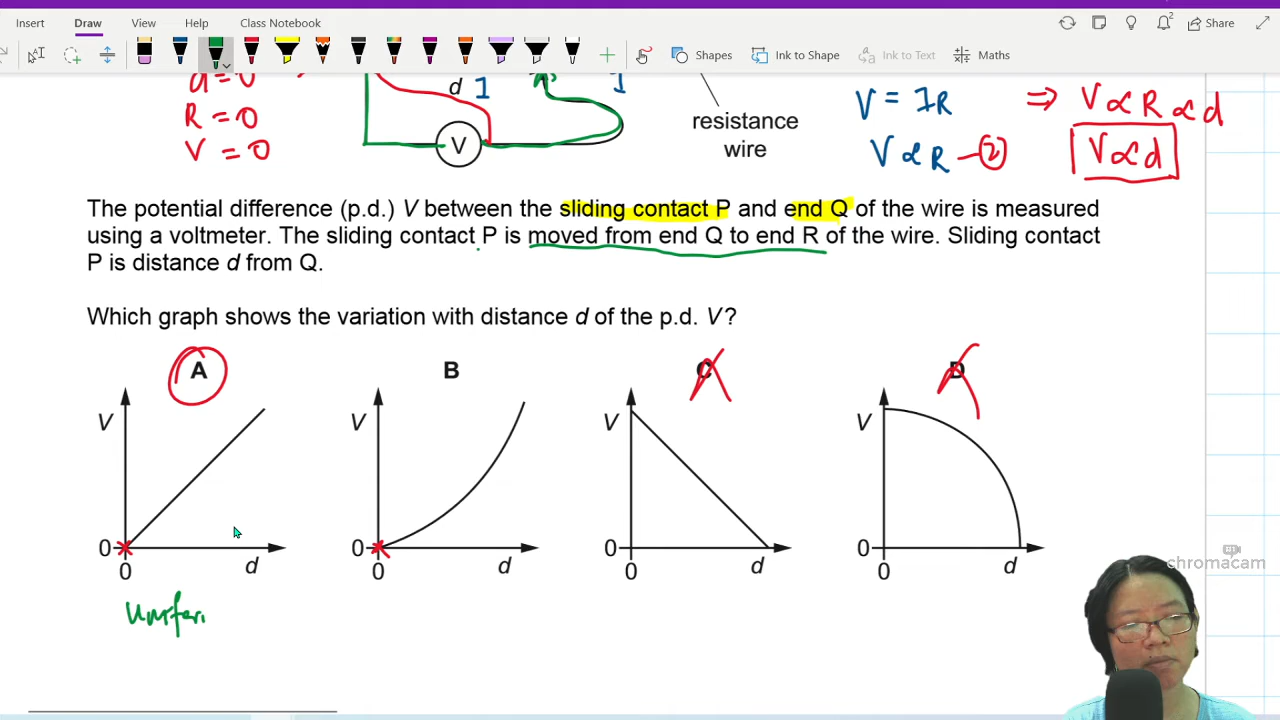 Insert Draw View Help Class Notebook Share
Shapes Ink to Shape Ink to Text Maths
d = 0
R = 0
V = 0
d I I
V
resistance
wire
V = IR ⇒ V ∝ R ∝ d
V ∝ R — ② V ∝ d
The potential difference (p.d.) V between the sliding contact P and end Q of the wire is measured
using a voltmeter. The sliding contact P is moved from end Q to end R of the wire. Sliding contact
P is distance d from Q.
Which graph shows the variation with distance d of the p.d. V?
A B C D
V V V V
0 0 0 0
0 d 0 d 0 d 0 d
chromacam